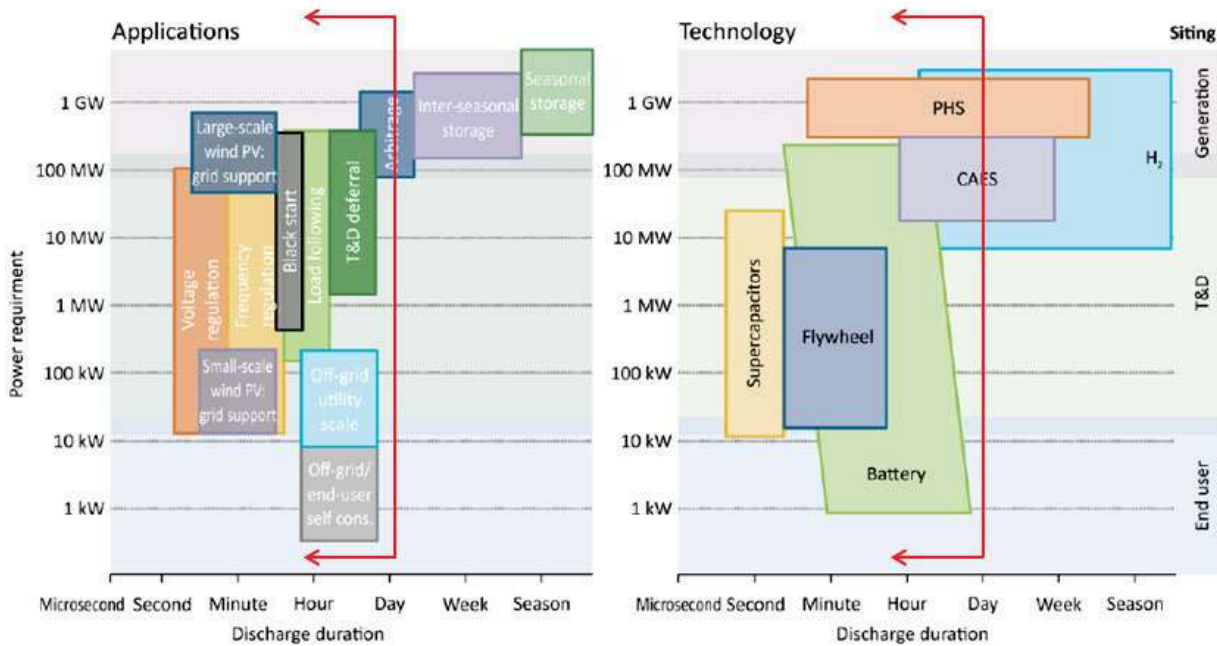 Applications
Power requirment
1 GW
100 MW
10 MW
1 MW
100 kW
10 kW
1 kW
Large-scale
wind PV:
grid support
Voltage
regulation
Frequency
regulation
Small-scale
wind PV:
grid support
Black start
Load following
T&D deferral
Arbitrage
Inter-seasonal
storage
Seasonal
storage
Off-grid
utility
scale
Off-grid/
end-user
self cons.
Microsecond Second Minute Hour Day Week Season
Discharge duration
Technology
Siting
1 GW
100 MW
10 MW
1 MW
100 kW
10 kW
1 kW
PHS
H₂
CAES
Supercapacitors
Flywheel
Battery
Generation
T&D
End user
Microsecond Second Minute Hour Day Week Season
Discharge duration